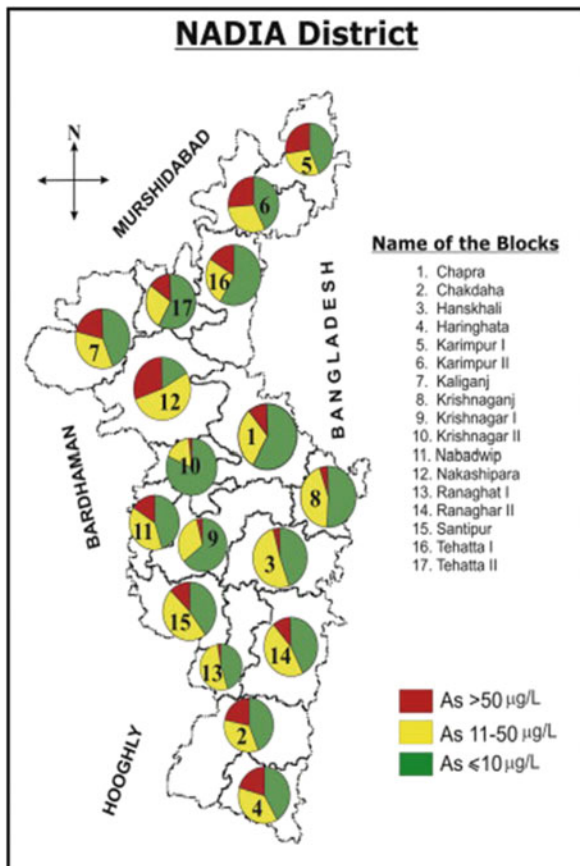 NADIA District
N
MURSHIDABAD
BANGLADESH
BARDHAMAN
HOOGHLY
5
6
16
17
7
12
1
10
8
11
9
3
15
14
13
2
4
Name of the Blocks
1. Chapra
2. Chakdaha
3. Hanskhali
4. Haringhata
5. Karimpur I
6. Karimpur II
7. Kaliganj
8. Krishnaganj
9. Krishnagar I
10. Krishnagar II
11. Nabadwip
12. Nakashipara
13. Ranaghat I
14. Ranaghar II
15. Santipur
16. Tehatta I
17. Tehatta II
As >50 µg/L
As 11-50 µg/L
As ⩽10 µg/L